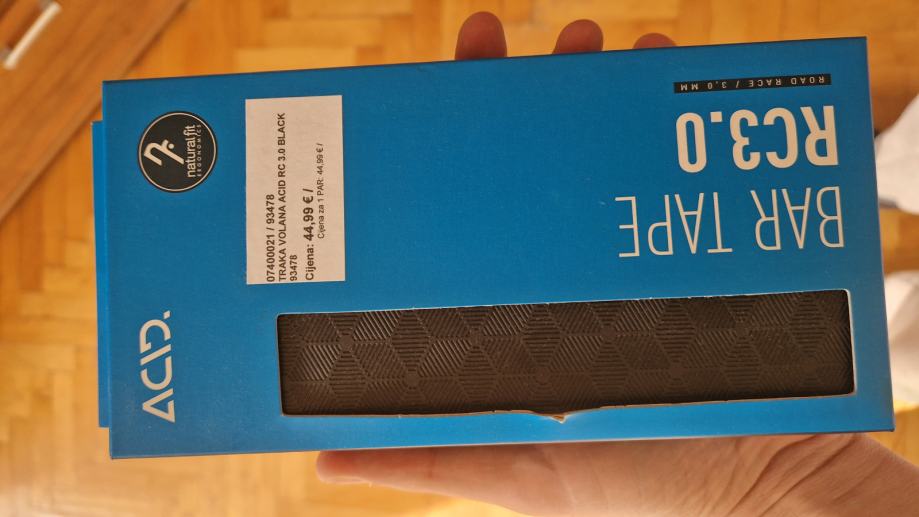 ROAD RACE / 3.0 MM
RC3.0
BAR TAPE
natural fit
ERGONOMICS
07400021 / 93478
TRAKA VOLANA ACID RC 3.0 BLACK
93478
Cijena: 44,99 € /
Cijena za 1 PAR: 44,99 € /
ACID.